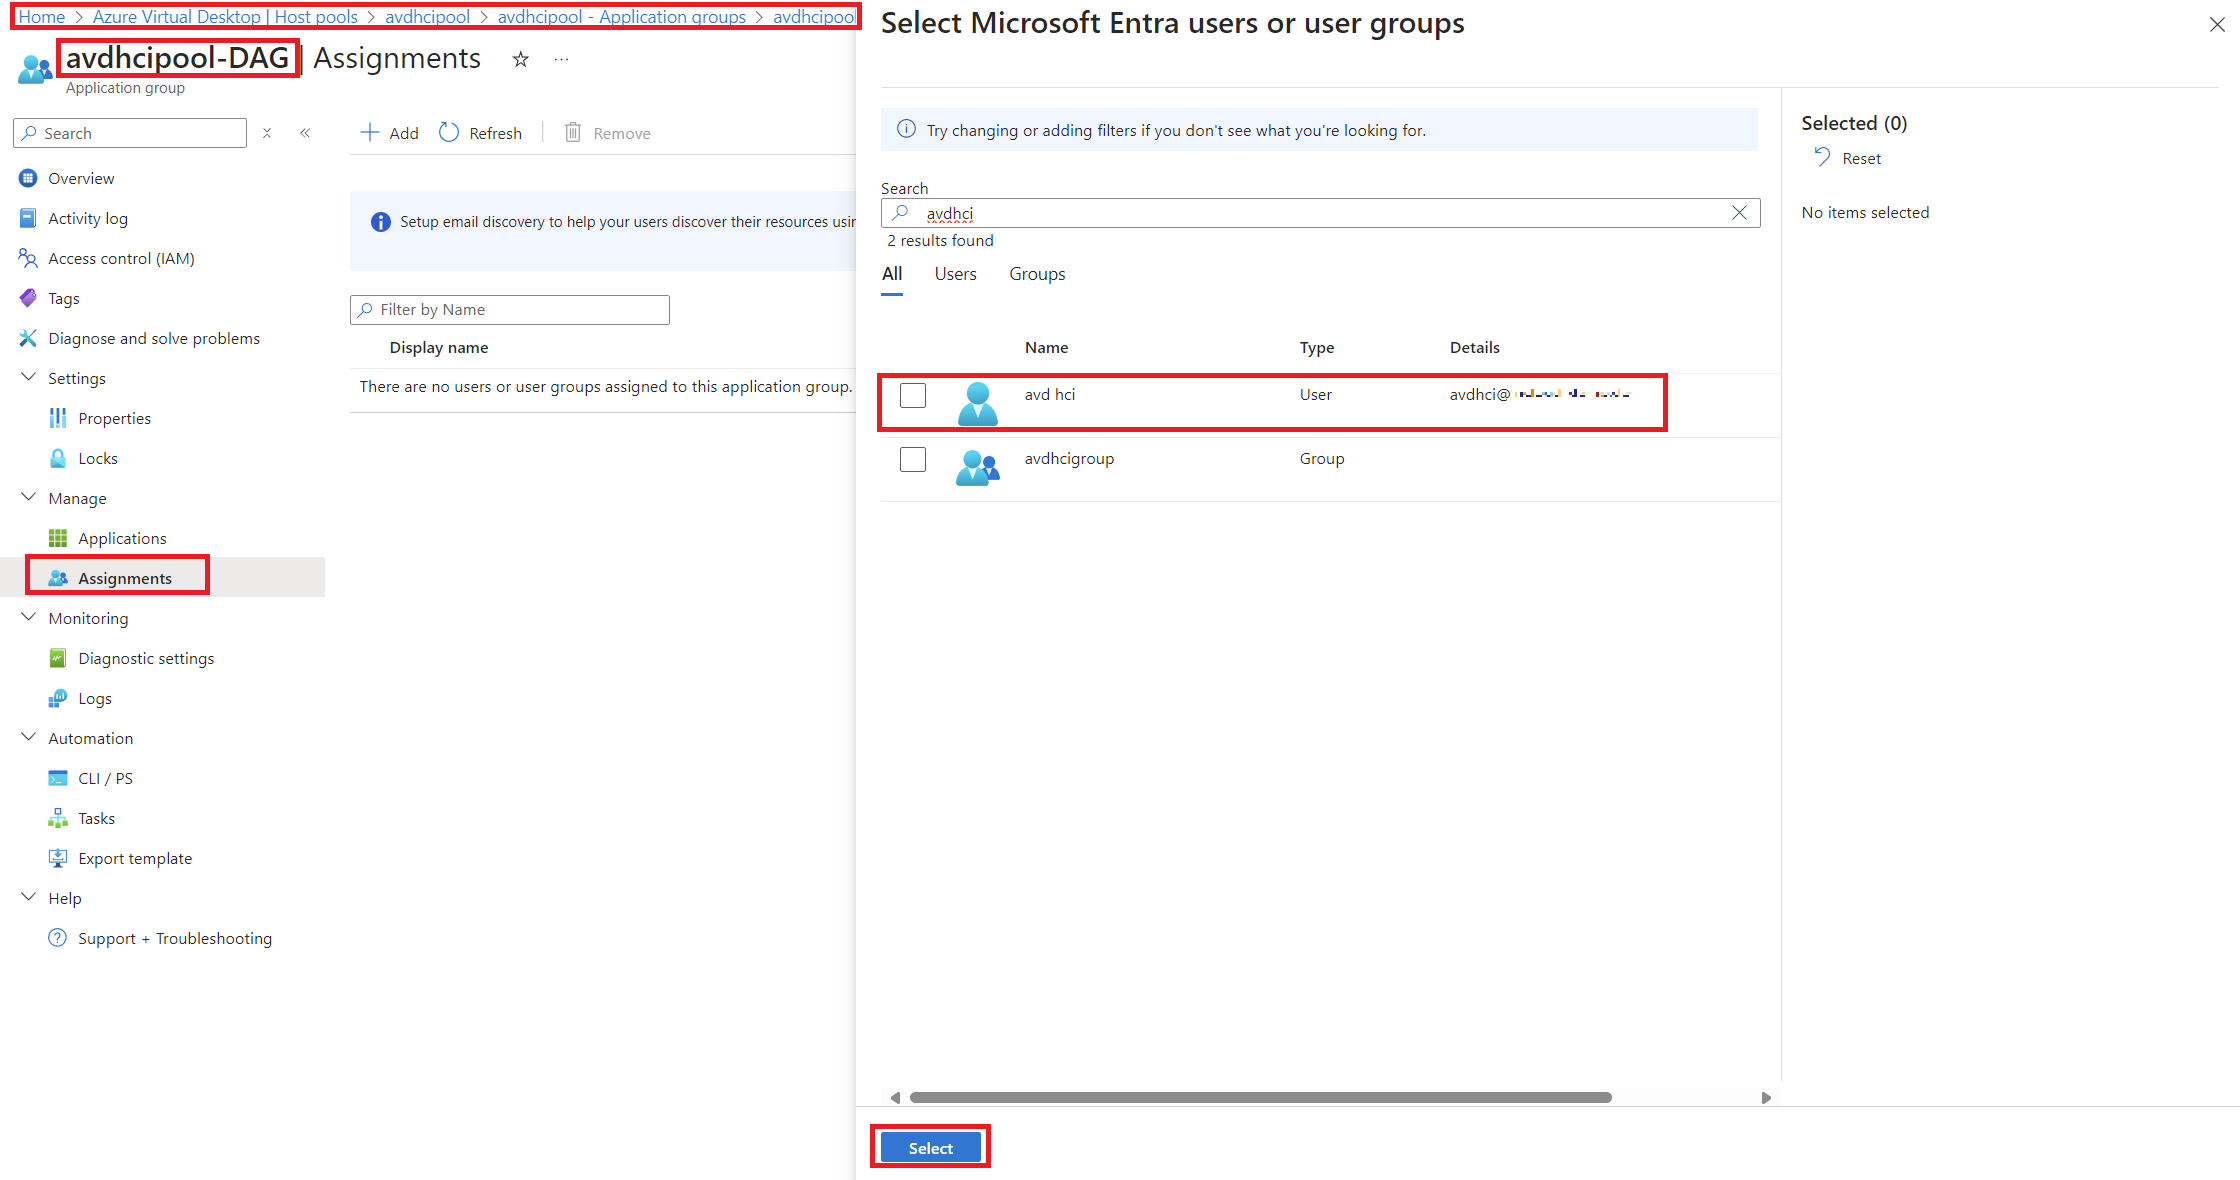 Home > Azure Virtual Desktop | Host pools > avdhcipool > avdhcipool - Application groups > avdhcipool
avdhcipool-DAG | Assignments
Application group
Search
Overview
Activity log
Access control (IAM)
Tags
Diagnose and solve problems
Settings
Properties
Locks
Manage
Applications
Assignments
Monitoring
Diagnostic settings
Logs
Automation
CLI / PS
Tasks
Export template
Help
Support + Troubleshooting
Add Refresh Remove
Setup email discovery to help your users discover their resources
Filter by Name
Display name
There are no users or user groups assigned to this application group.
Select Microsoft Entra users or user groups
Try changing or adding filters if you don't see what you're looking for.
Search
avdhci
2 results found
All Users Groups
Name Type Details
avd hci User avdhci@
avdhcigroup Group
Select
Selected (0)
Reset
No items selected